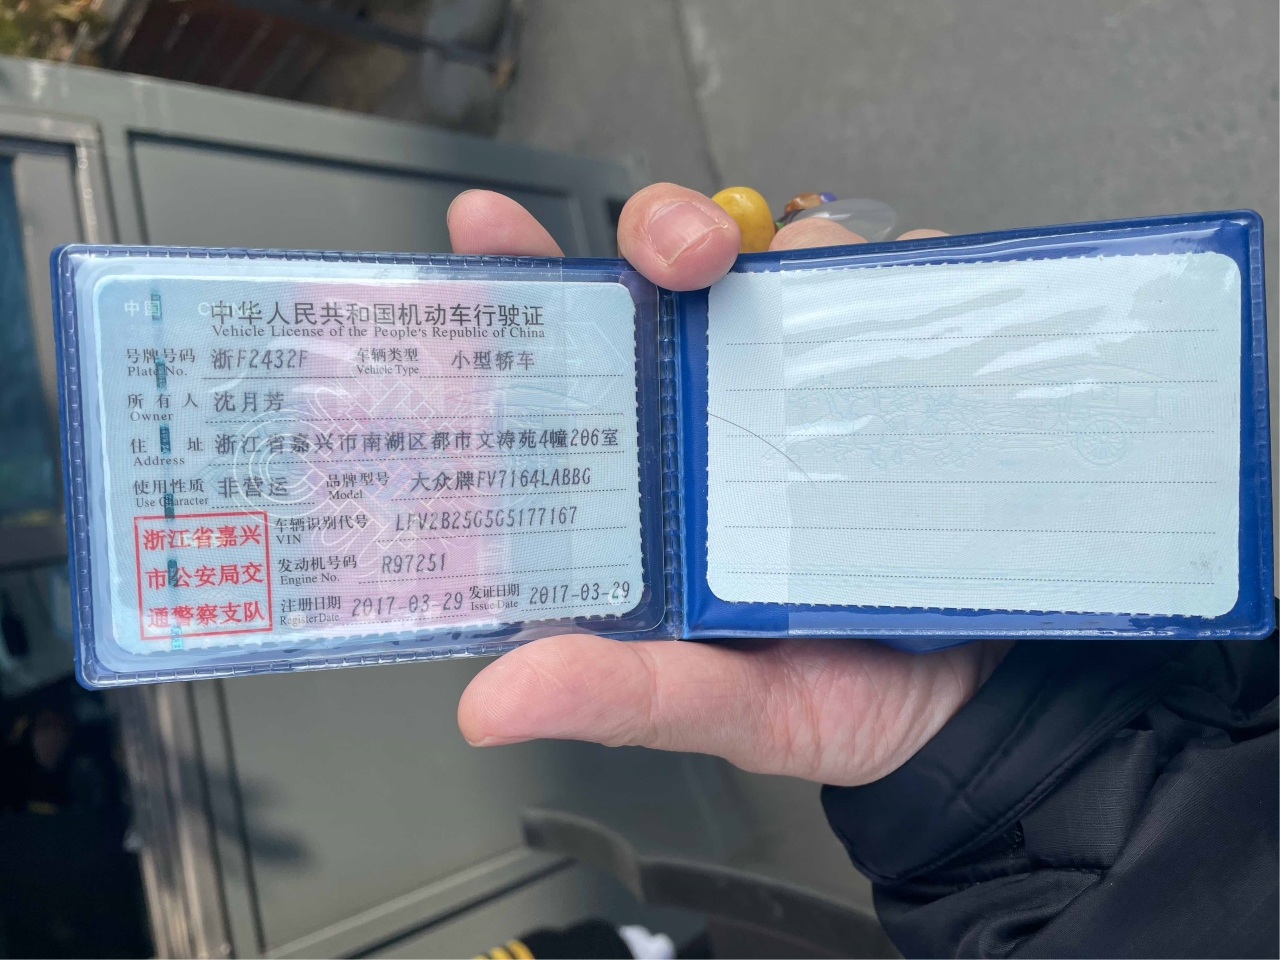 中国 CHINA
中华人民共和国机动车行驶证
Vehicle License of the People's Republic of China
号牌号码 浙F2432F 车辆类型 小型轿车
Plate No. Vehicle Type
所有人 沈月芳
Owner
住址 浙江省嘉兴市南湖区都市文涛苑4幢206室
Address
使用性质 非营运 品牌型号 大众牌FV7164LABBG
Use Character Model
车辆识别代号 LFV2B25G5G5177167
VIN
发动机号码 R97251
Engine No.
注册日期 2017-03-29 发证日期 2017-03-29
Register Date Issue Date
浙江省嘉兴
市公安局交
通警察支队